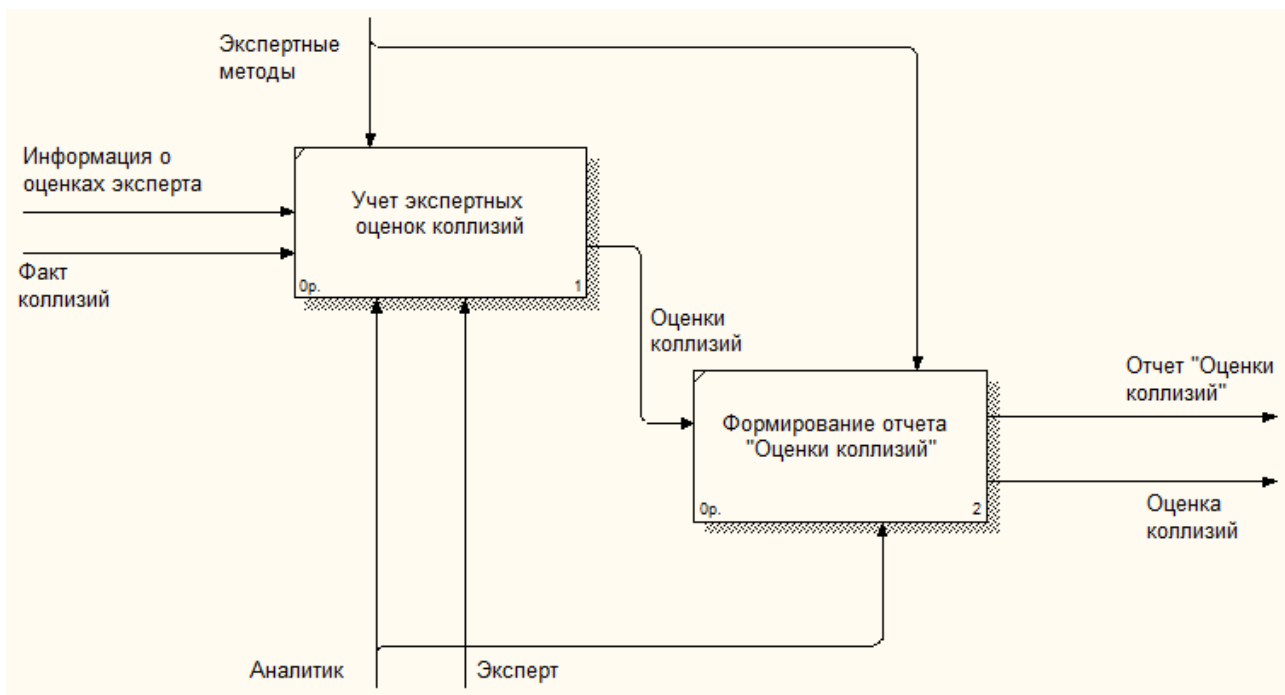 Экспертные
методы
Информация о
оценках эксперта
Учет экспертных
оценок коллизий
Факт
коллизий
0р.
1
Оценки
коллизий
Отчет "Оценки
коллизий"
Формирование отчета
"Оценки коллизий"
0р.
2
Оценка
коллизий
Аналитик
Эксперт